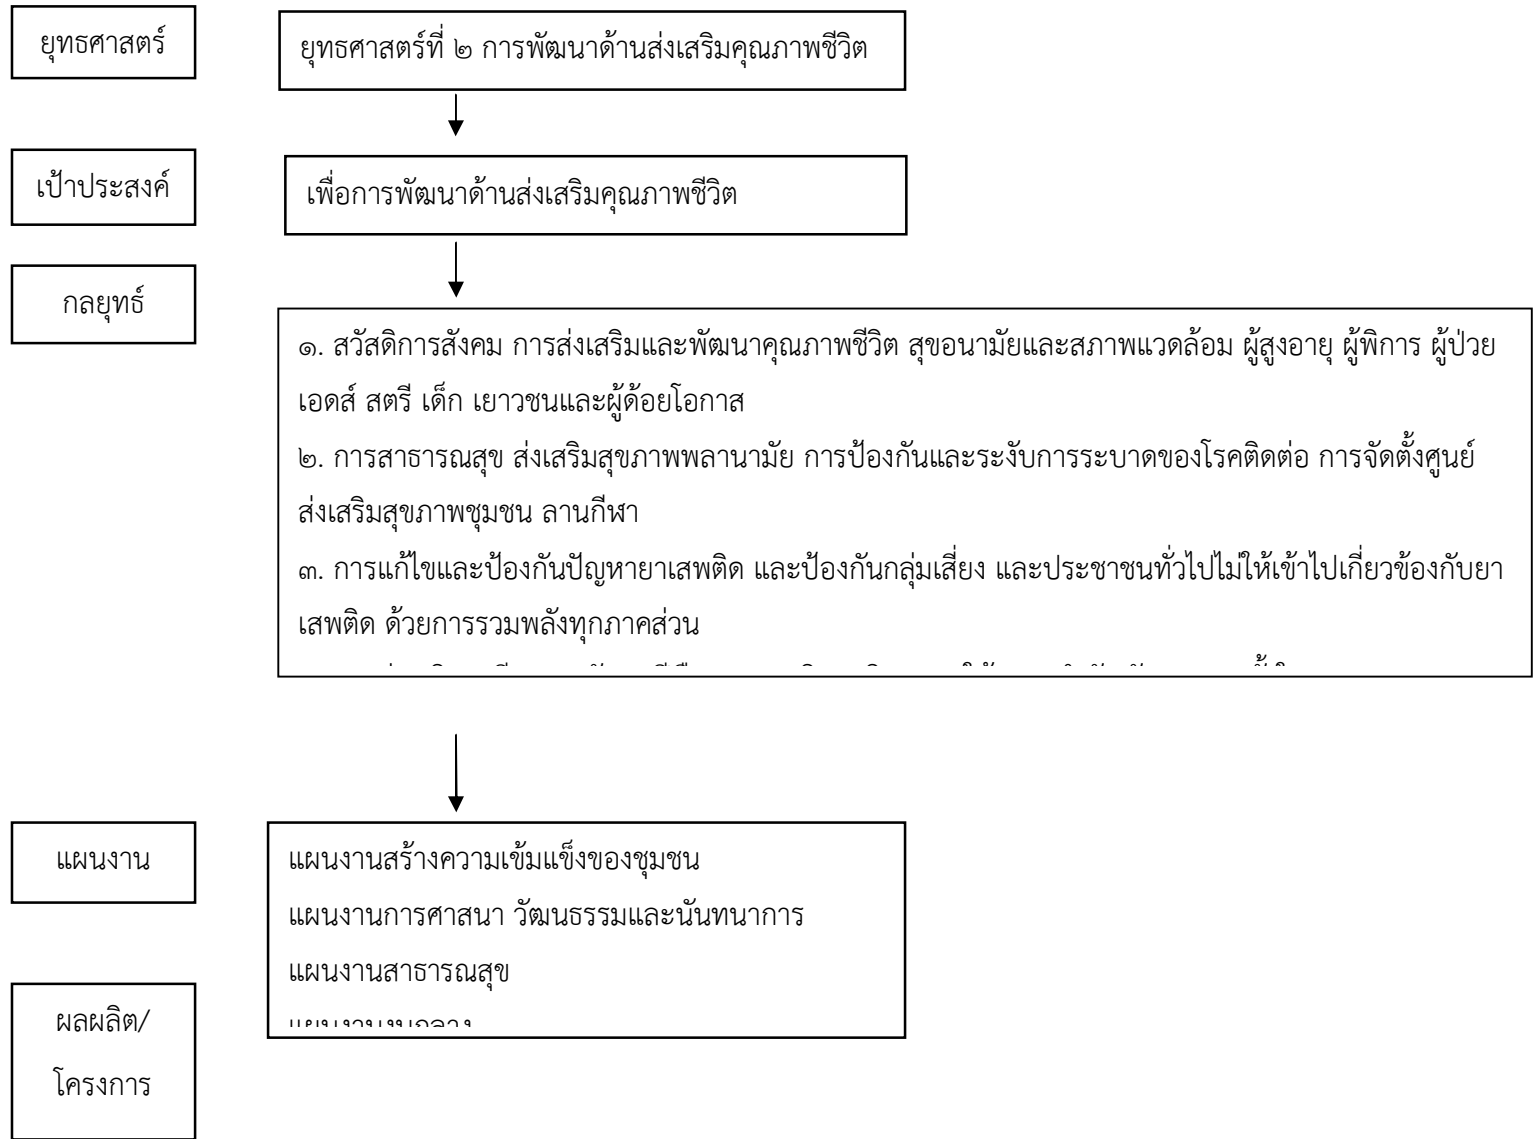 ยุทธศาสตร์
ยุทธศาสตร์ที่ ๒ การพัฒนาด้านส่งเสริมคุณภาพชีวิต
เป้าประสงค์
เพื่อการพัฒนาด้านส่งเสริมคุณภาพชีวิต
กลยุทธ์
๑. สวัสดิการสังคม การส่งเสริมและพัฒนาคุณภาพชีวิต สุขอนามัยและสภาพแวดล้อม ผู้สูงอายุ ผู้พิการ ผู้ป่วย
เอดส์ สตรี เด็ก เยาวชนและผู้ด้อยโอกาส
๒. การสาธารณสุข ส่งเสริมสุขภาพพลานามัย การป้องกันและระงับการระบาดของโรคติดต่อ การจัดตั้งศูนย์
ส่งเสริมสุขภาพชุมชน ลานกีฬา
๓. การแก้ไขและป้องกันปัญหายาเสพติด และป้องกันกลุ่มเสี่ยง และประชาชนทั่วไปไม่ให้เข้าไปเกี่ยวข้องกับยา
เสพติด ด้วยการรวมพลังทุกภาคส่วน
แผนงาน
แผนงานสร้างความเข้มแข็งของชุมชน
แผนงานการศาสนา วัฒนธรรมและนันทนาการ
แผนงานสาธารณสุข
แผนงานงบกลาง
ผลผลิต/
โครงการ